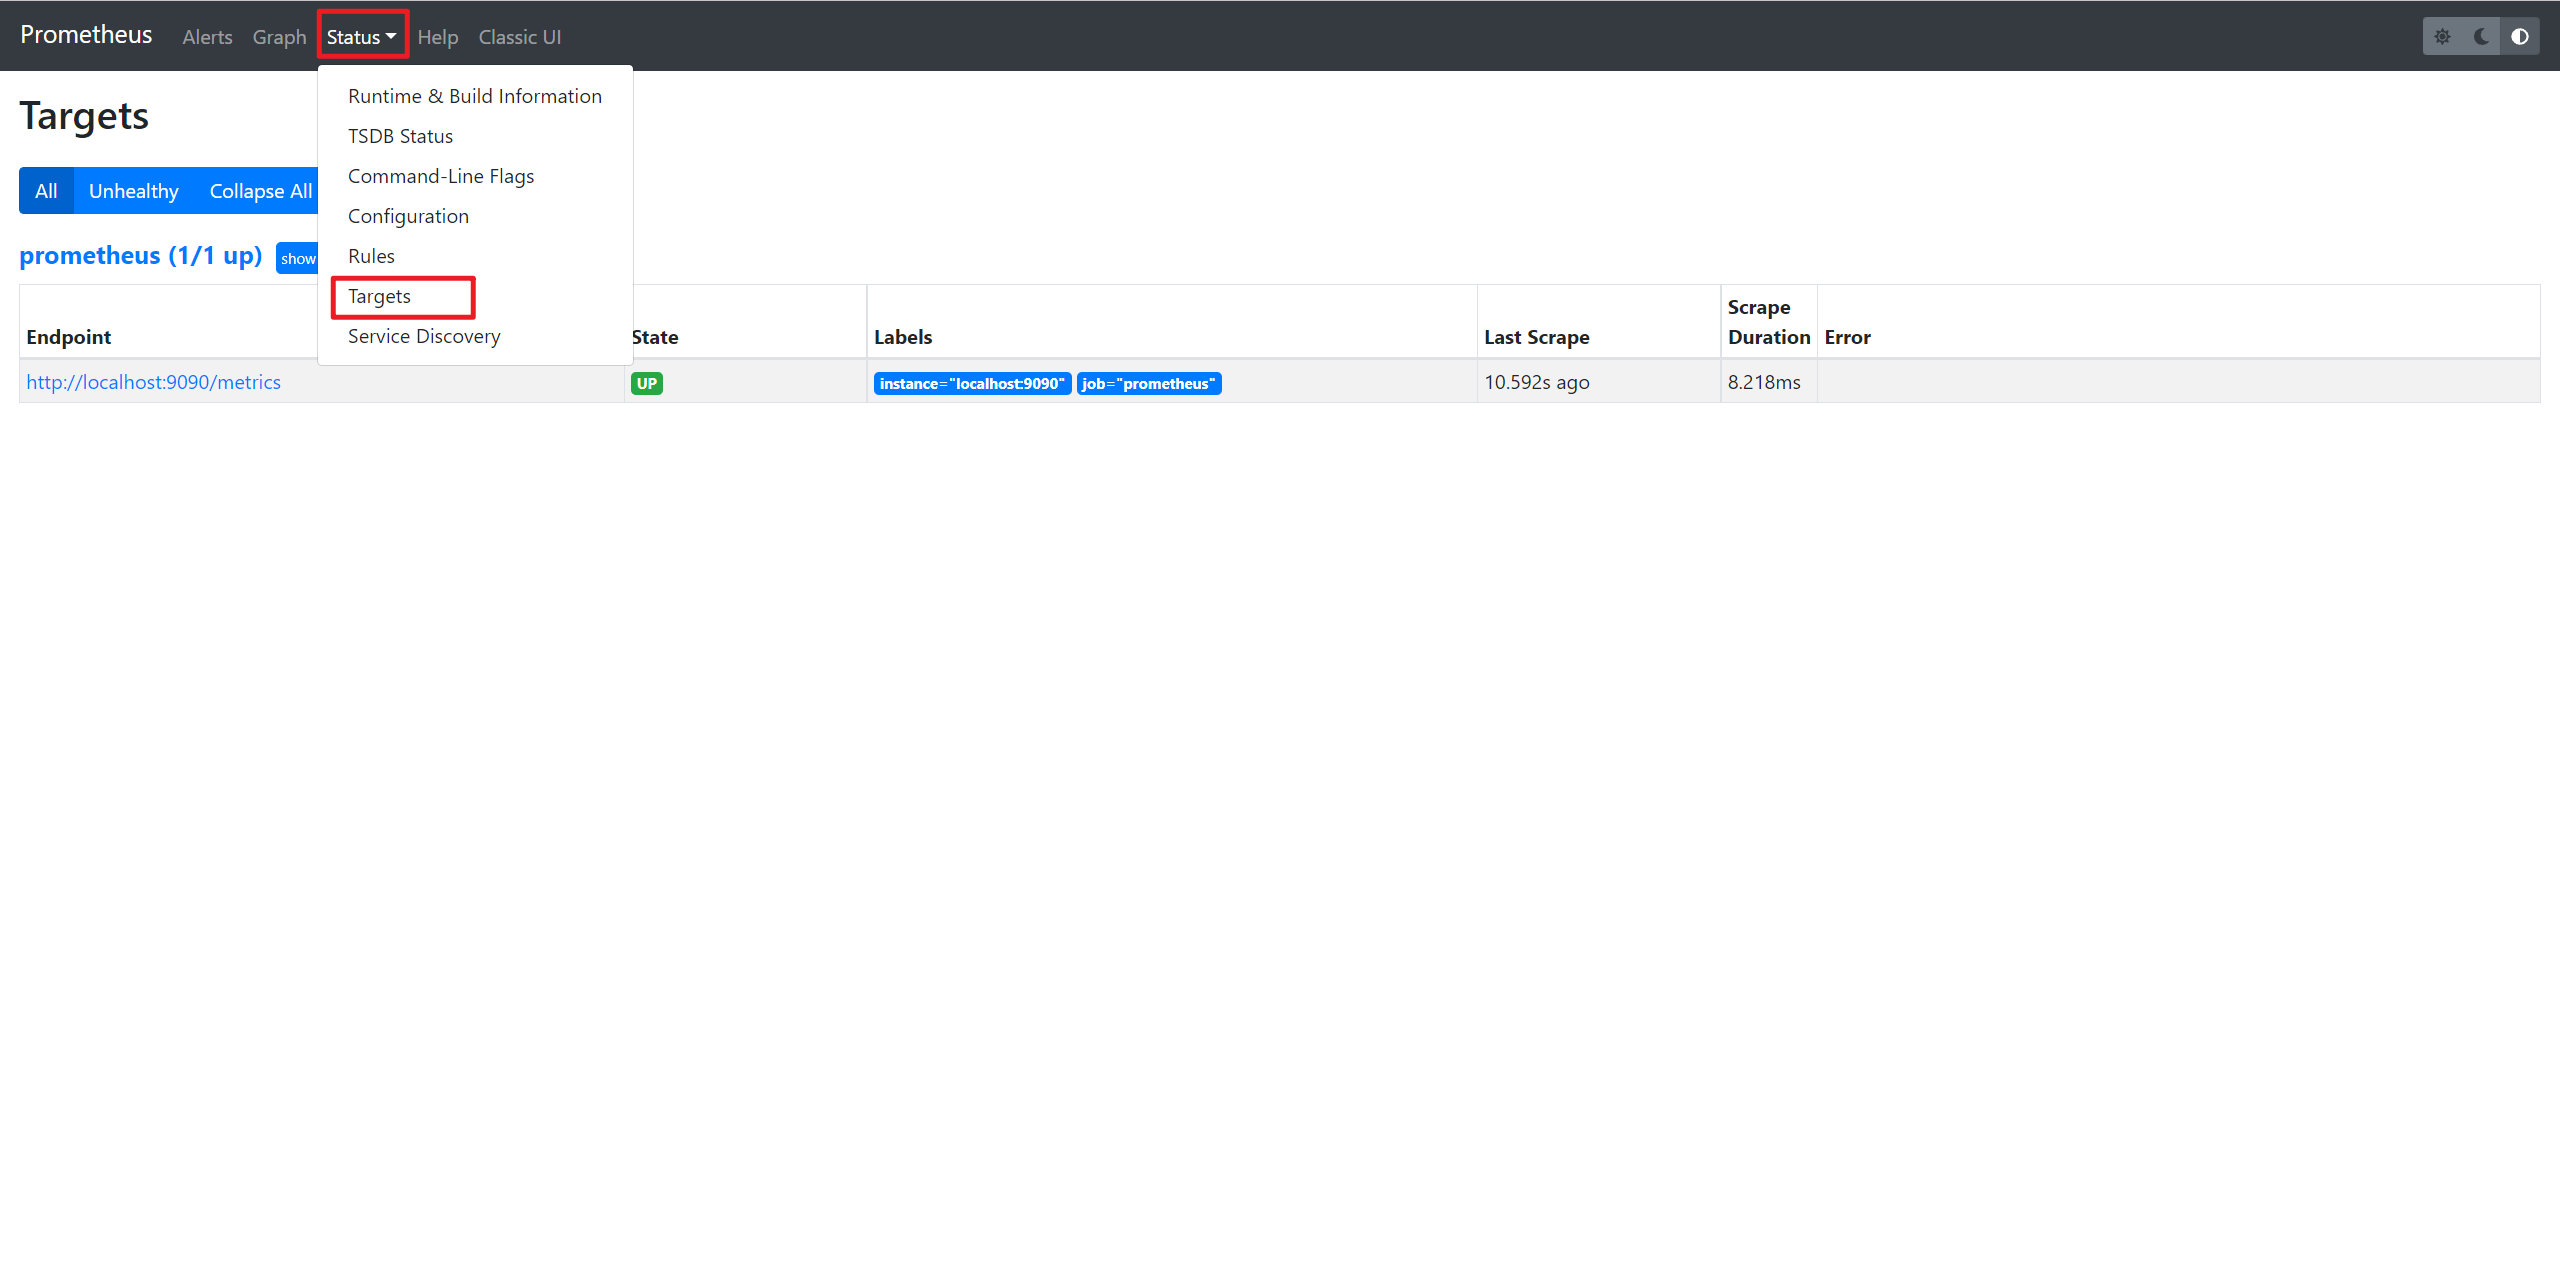 Prometheus Alerts Graph Status Help Classic UI
Runtime & Build Information
TSDB Status
Command-Line Flags
Configuration
Rules
Targets
Service Discovery
Targets
All Unhealthy Collapse All
prometheus (1/1 up) show
Endpoint State Labels Last Scrape Scrape Duration Error
http://localhost:9090/metrics UP instance="localhost:9090" job="prometheus" 10.592s ago 8.218ms